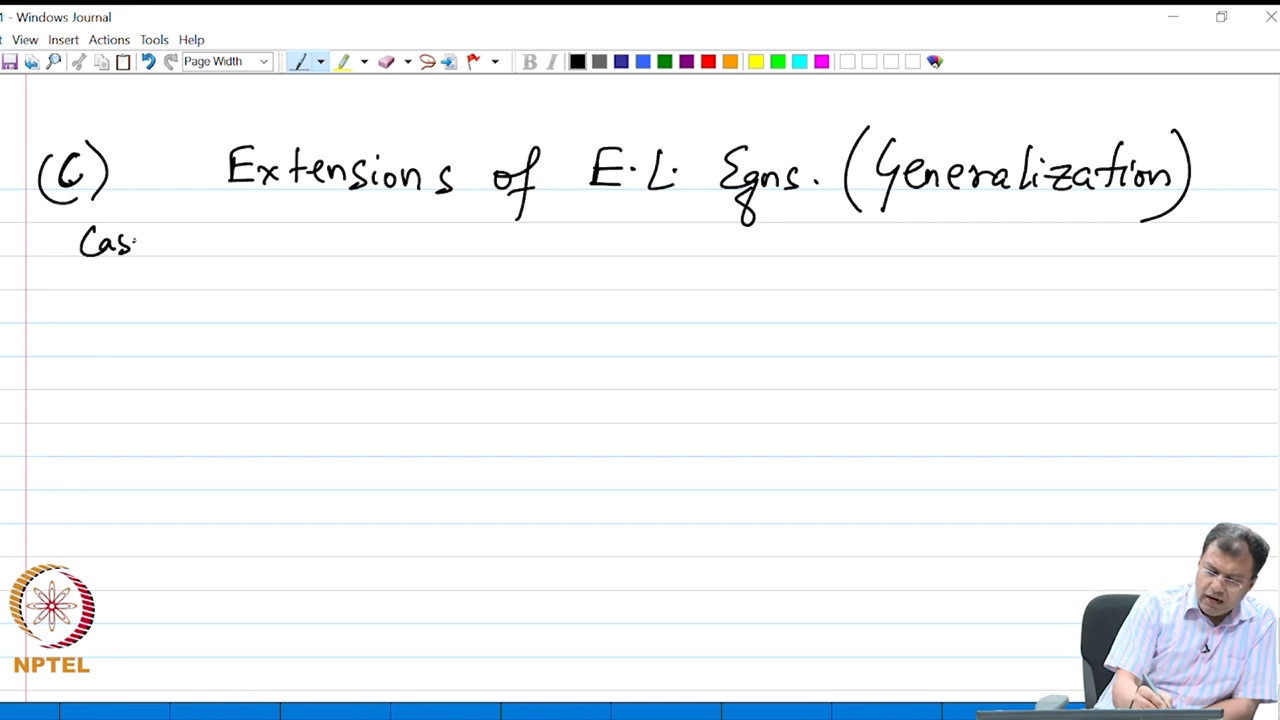 1 - Windows Journal
t View Insert Actions Tools Help
Page Width B I
(C) Extensions of E.L. Eqns. (Generalization)
Cas
NPTEL